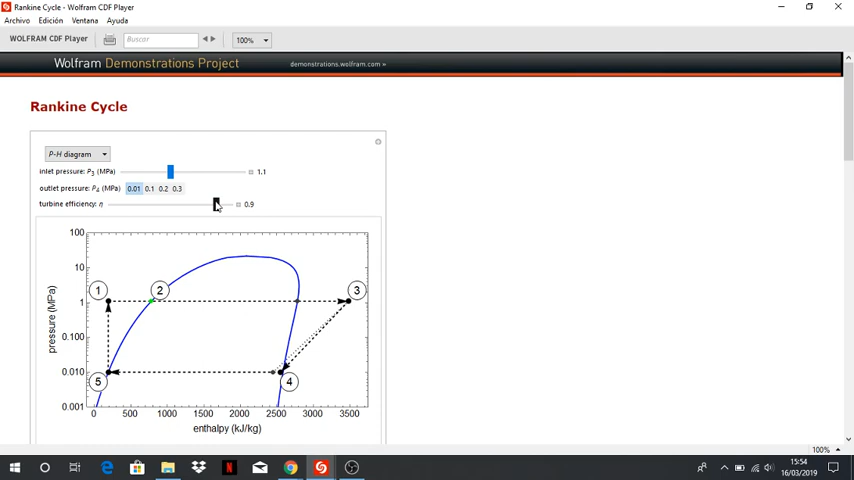 Rankine Cycle - Wolfram CDF Player
Archivo Edición Ventana Ayuda
WOLFRAM CDF Player Buscar 100%
Wolfram Demonstrations Project demonstrations.wolfram.com »
Rankine Cycle
P-H diagram
inlet pressure: P3 (MPa) 1.1
outlet pressure: P4 (MPa) 0.01 0.1 0.2 0.3
turbine efficiency: η 0.9
100
10
1
0.100
0.010
0.001
pressure (MPa)
1 2 3
5 4
0 500 1000 1500 2000 2500 3000 3500
enthalpy (kJ/kg)
100%
15:54
16/03/2019